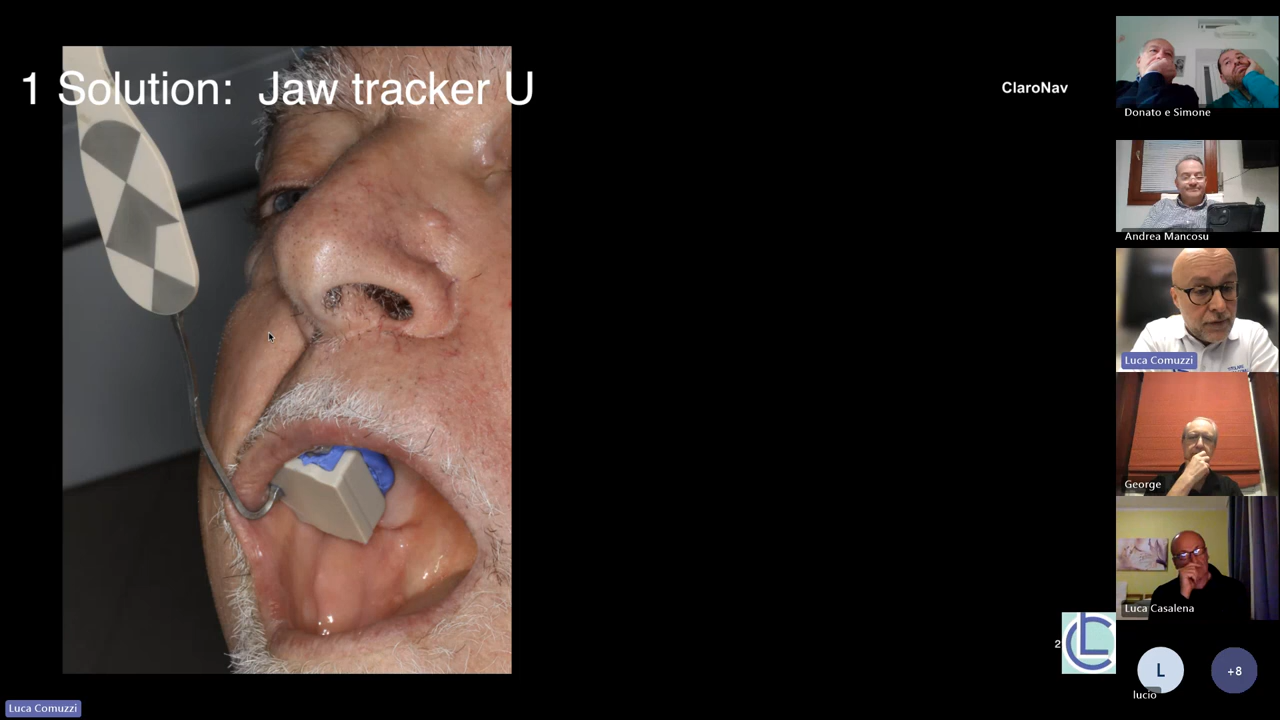 1 Solution: Jaw tracker U
ClaroNav
Donato e Simone
Andrea Mancosu
Luca Comuzzi
George
Luca Casalena
2
L
+8
lucio
Luca Comuzzi